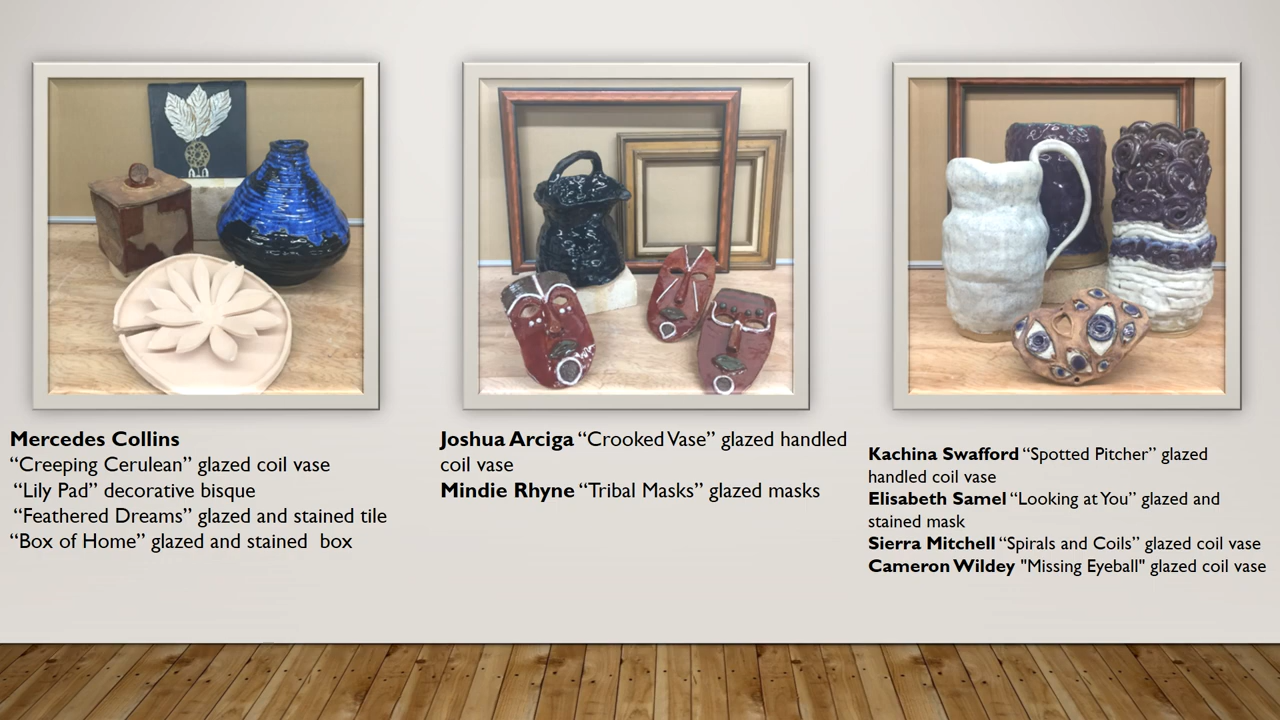 Mercedes Collins
“Creeping Cerulean” glazed coil vase
“Lily Pad” decorative bisque
“Feathered Dreams” glazed and stained tile
“Box of Home” glazed and stained  box
Joshua Arciga “Crooked Vase” glazed handled
coil vase
Mindie Rhyne “Tribal Masks” glazed masks
Kachina Swafford “Spotted Pitcher” glazed
handled coil vase
Elisabeth Samel “Looking at You” glazed and
stained mask
Sierra Mitchell “Spirals and Coils” glazed coil vase
Cameron Wildey "Missing Eyeball" glazed coil vase